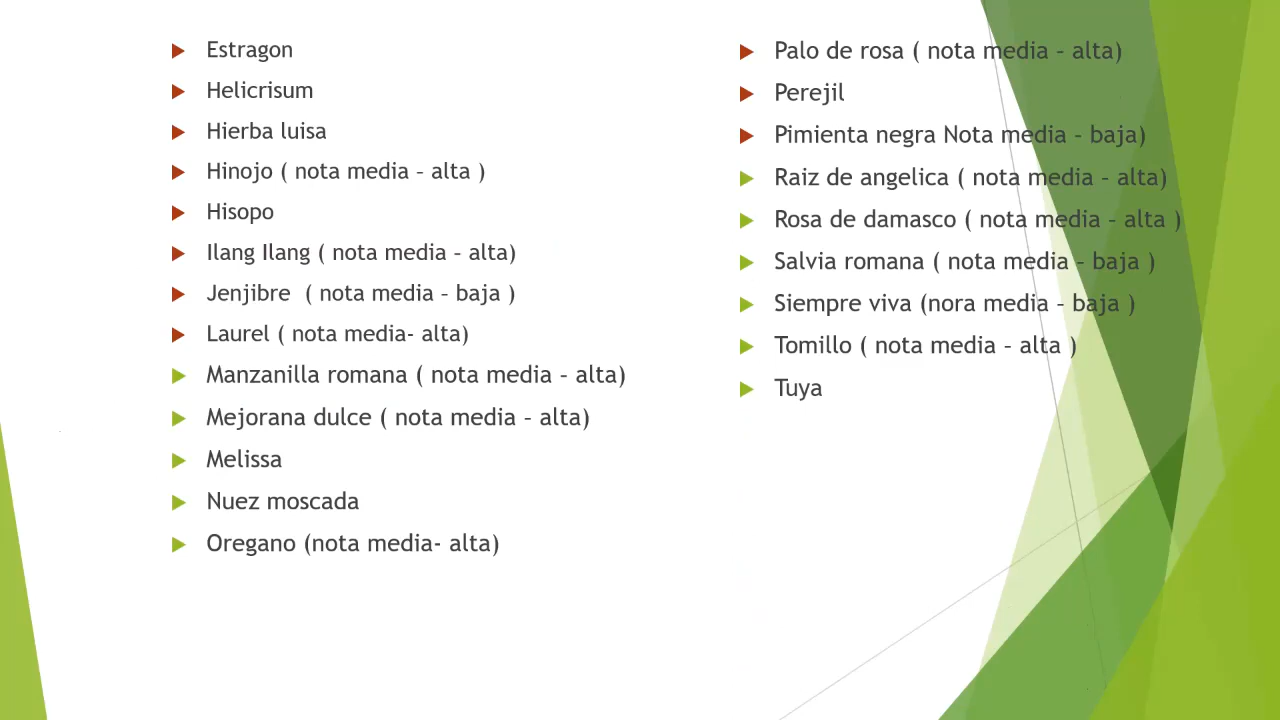 Estragon
Helicrisum
Hierba luisa
Hinojo ( nota media – alta )
Hisopo
Ilang Ilang ( nota media – alta)
Jenjibre  ( nota media – baja )
Laurel ( nota media- alta)
Manzanilla romana ( nota media – alta)
Mejorana dulce ( nota media – alta)
Melissa
Nuez moscada
Oregano (nota media- alta)
Palo de rosa ( nota media – alta)
Perejil
Pimienta negra Nota media – baja)
Raiz de angelica ( nota media – alta)
Rosa de damasco ( nota media – alta )
Salvia romana ( nota media – baja )
Siempre viva (nora media – baja )
Tomillo ( nota media – alta )
Tuya